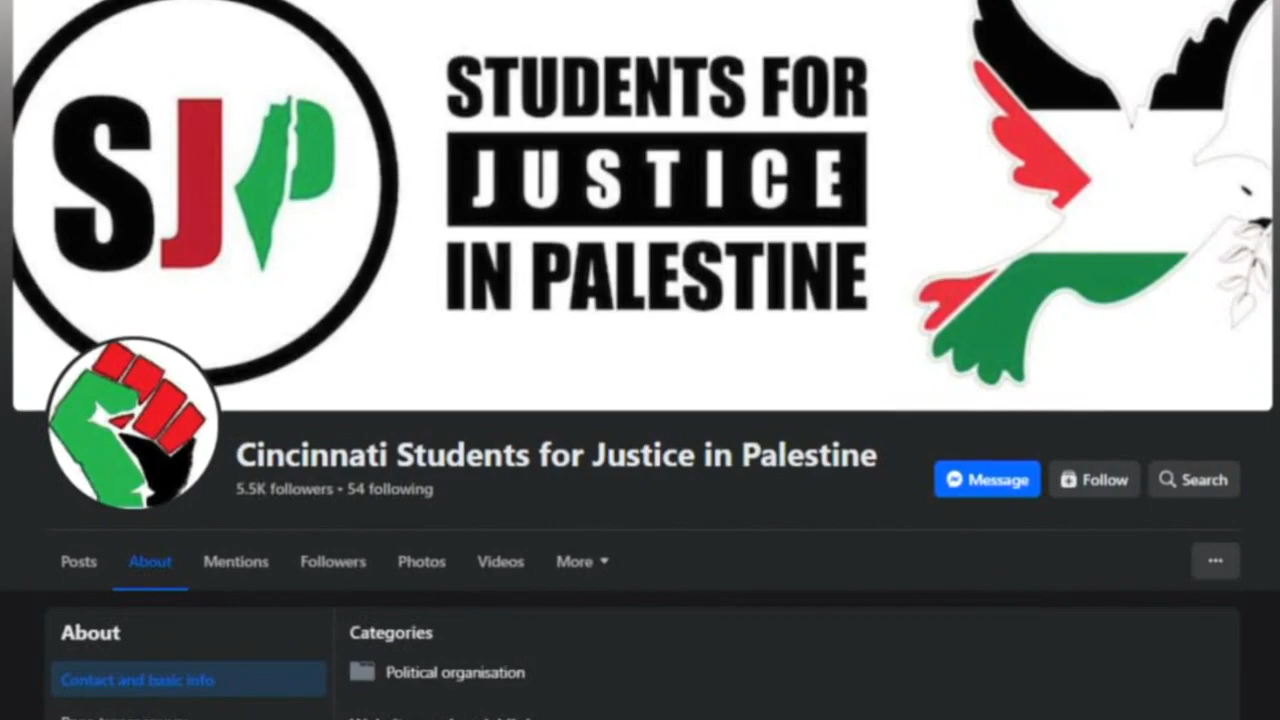 SJP
STUDENTS FOR
JUSTICE
IN PALESTINE
Cincinnati Students for Justice in Palestine
5.5K followers • 54 following
Message Follow Search
Posts About Mentions Followers Photos Videos More
About
Categories
Contact and basic info
Political organisation